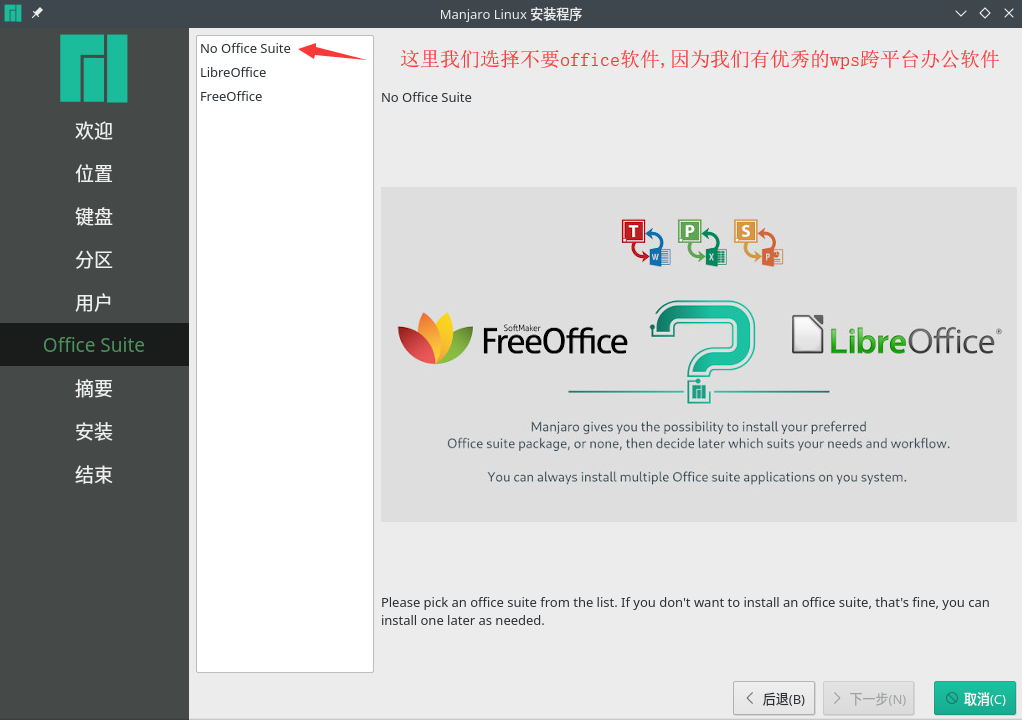 Manjaro Linux 安装程序
欢迎
位置
键盘
分区
用户
Office Suite
摘要
安装
结束
No Office Suite
LibreOffice
FreeOffice
这里我们选择不要office软件,因为我们有优秀的wps跨平台办公软件
No Office Suite
T P S
W X P
SoftMaker
FreeOffice
LibreOffice®
Manjaro gives you the possibility to install your preferred
Office suite package, or none, then decide later which suits your needs and workflow.
You can always install multiple Office suite applications on you system.
Please pick an office suite from the list. If you don't want to install an office suite, that's fine, you can
install one later as needed.
后退(B)
下一步(N)
取消(C)